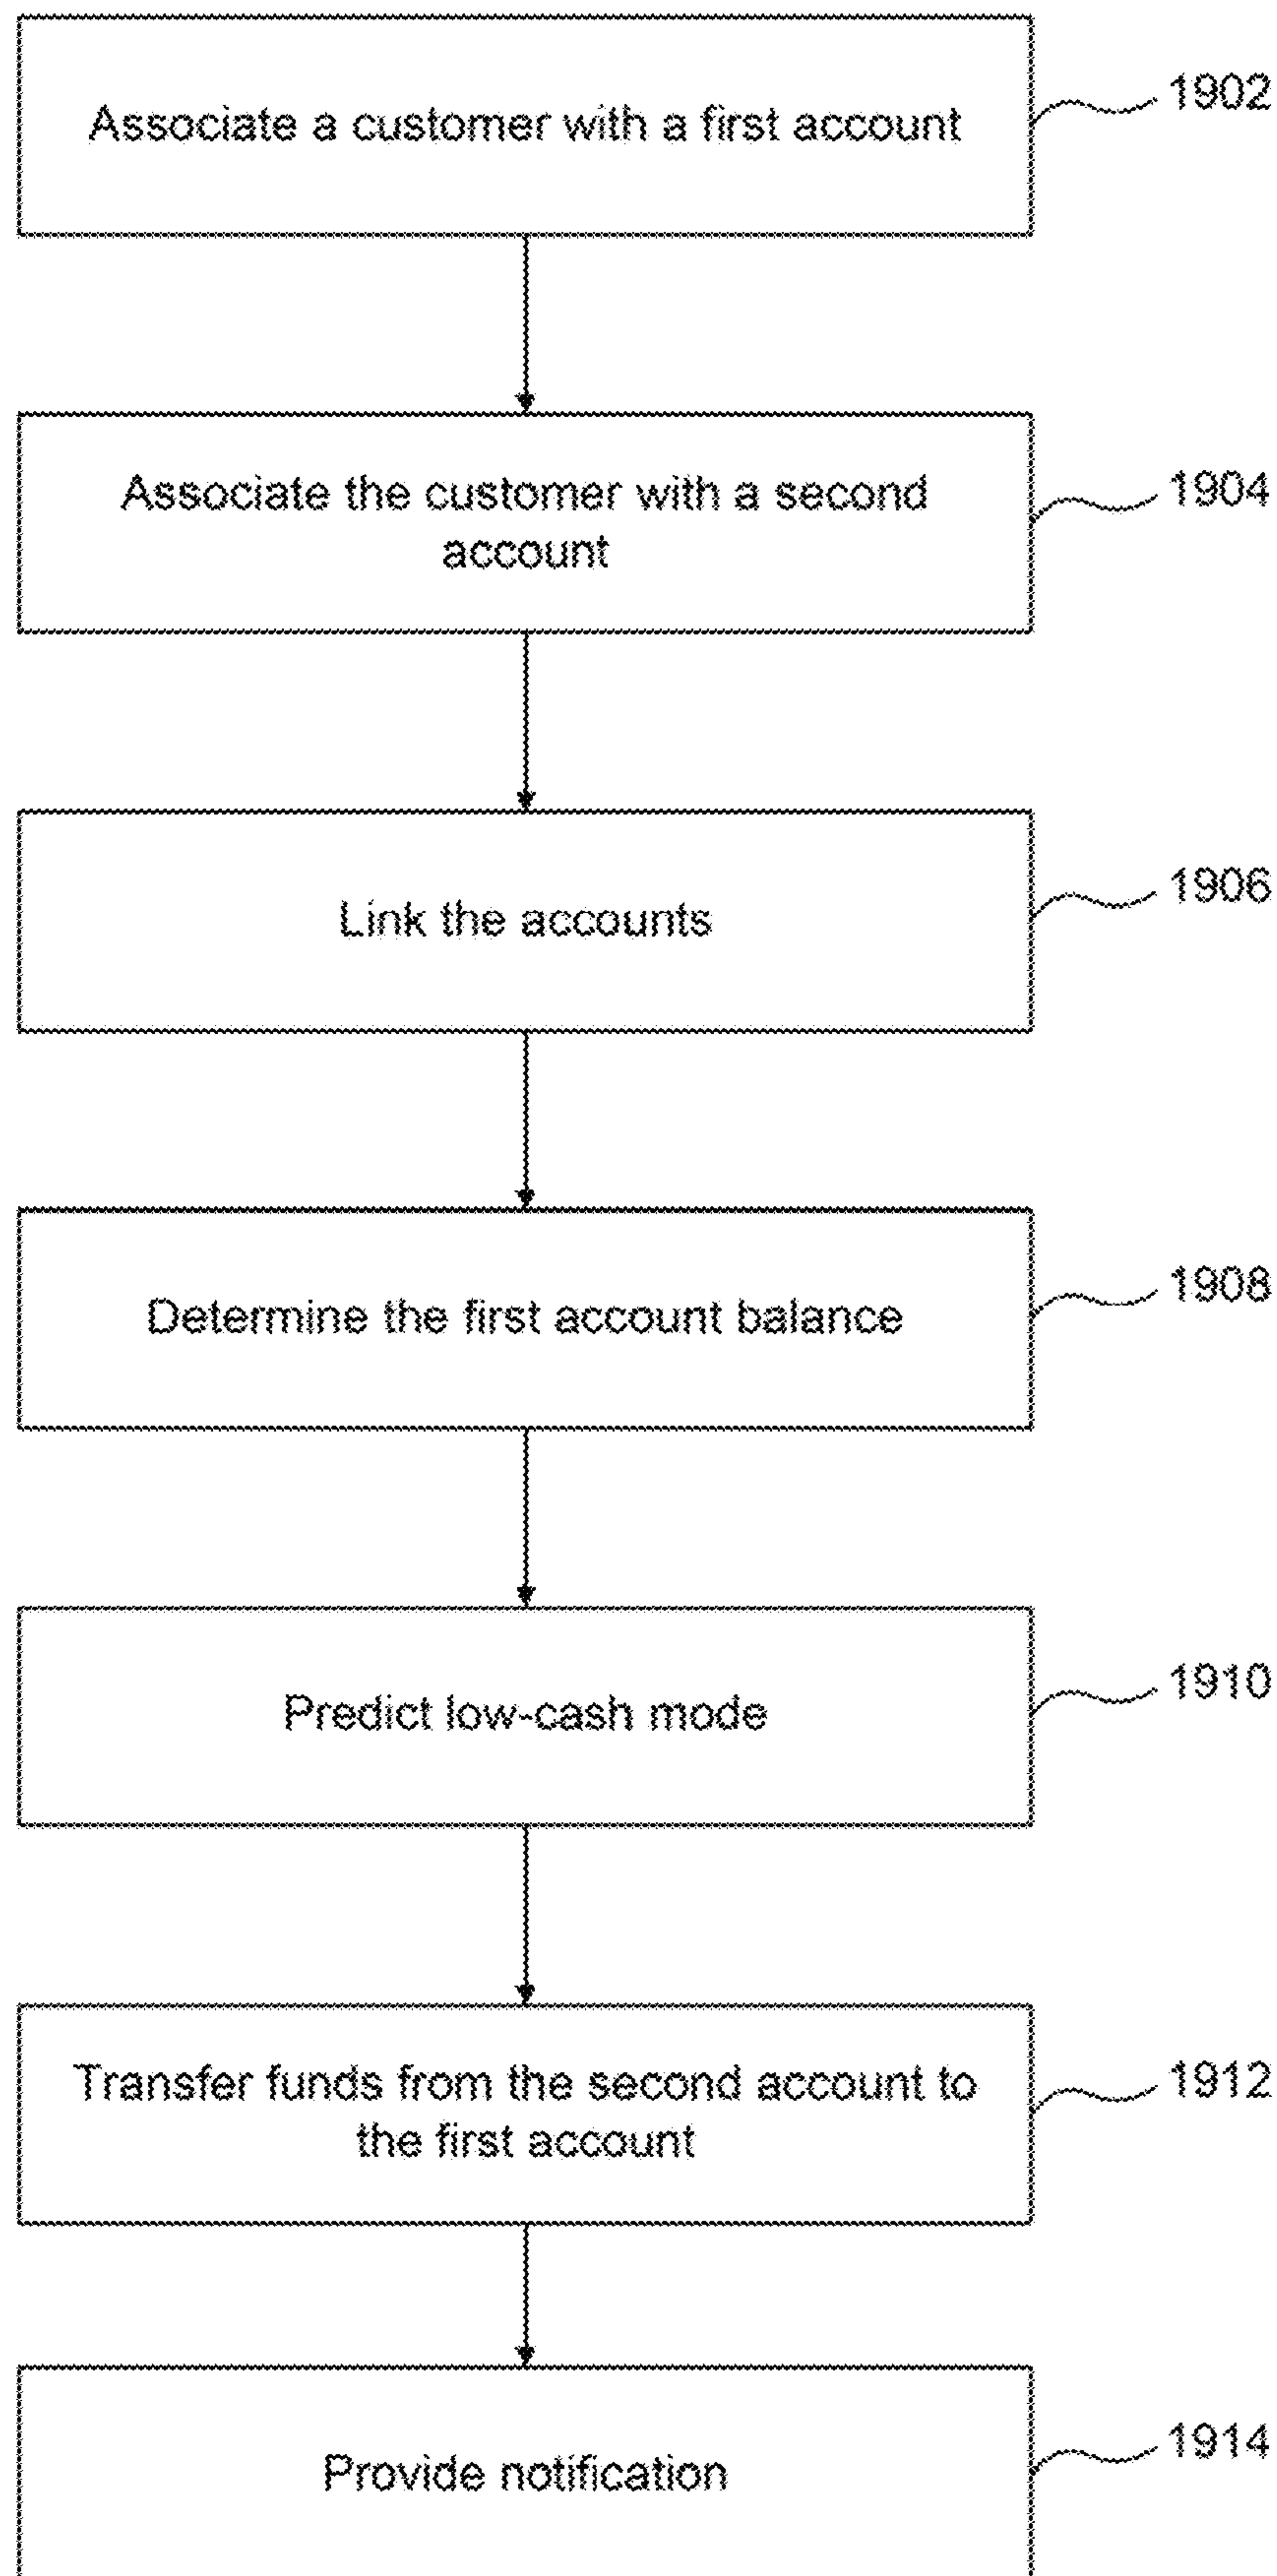 Associate a customer with a first account
1902
Associate the customer with a second
account
1904
Link the accounts
1906
Determine the first account balance
1908
Predict low-cash mode
1910
Transfer funds from the second account to
the first account
1912
Provide notification
1914